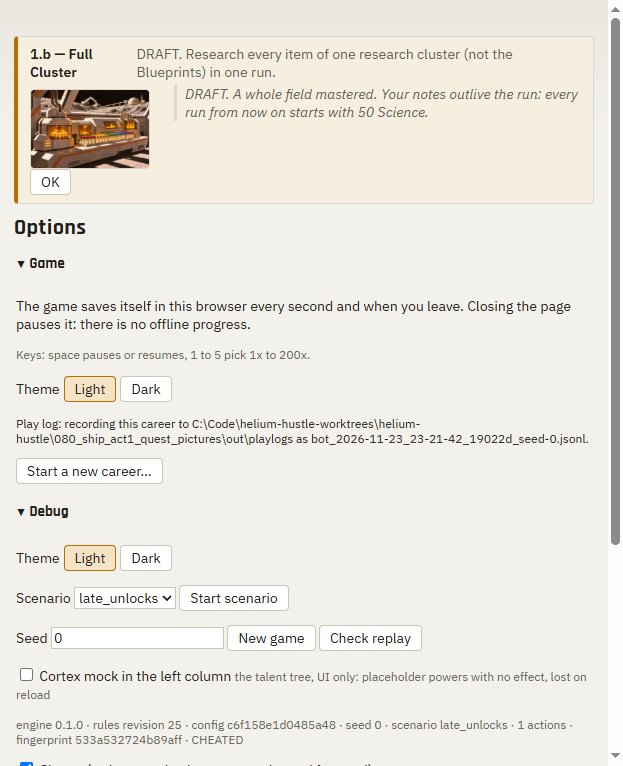 1.b — Full Cluster
DRAFT. Research every item of one research cluster (not the Blueprints) in one run.
DRAFT. A whole field mastered. Your notes outlive the run: every run from now on starts with 50 Science.
OK
Options
▼ Game
The game saves itself in this browser every second and when you leave. Closing the page
pauses it: there is no offline progress.
Keys: space pauses or resumes, 1 to 5 pick 1x to 200x.
Theme Light Dark
Play log: recording this career to C:\Code\helium-hustle-worktrees\helium-
hustle\080_ship_act1_quest_pictures\out\playlogs as bot_2026-11-23_23-21-42_19022d_seed-0.jsonl.
Start a new career...
▼ Debug
Theme Light Dark
Scenario late_unlocks Start scenario
Seed 0 New game Check replay
Cortex mock in the left column the talent tree, UI only: placeholder powers with no effect, lost on
reload
engine 0.1.0 · rules revision 25 · config c6f158e1d0485a48 · seed 0 · scenario late_unlocks · 1 actions ·
fingerprint 533a532724b89aff · CHEATED